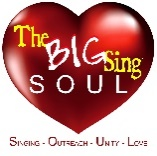 The BIG Sing
SOUL
SINGING - OUTREACH - UNITY - LOVE